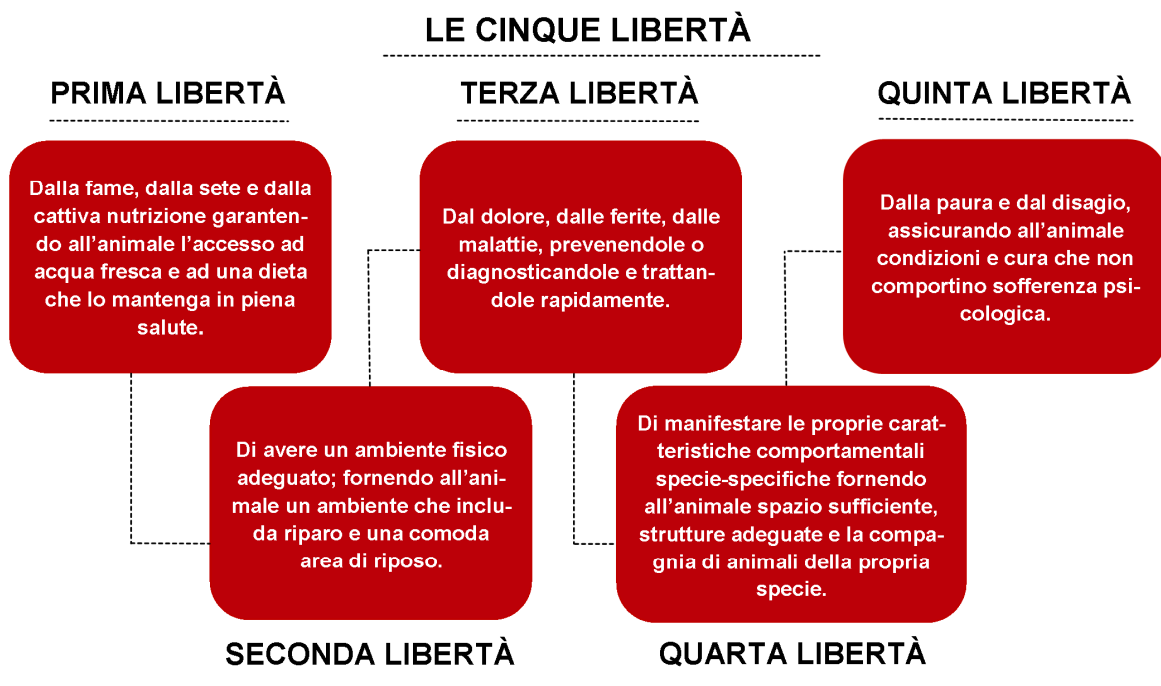 LE CINQUE LIBERTÀ
PRIMA LIBERTÀ
Dalla fame, dalla sete e dalla
cattiva nutrizione garanten-
do all’animale l’accesso ad
acqua fresca e ad una dieta
che lo mantenga in piena
salute.
Di avere un ambiente fisico
adeguato; fornendo all’ani-
male un ambiente che inclu-
da riparo e una comoda
area di riposo.
SECONDA LIBERTÀ
TERZA LIBERTÀ
Dal dolore, dalle ferite, dalle
malattie, prevenendole o
diagnosticandole e trattan-
dole rapidamente.
Di manifestare le proprie carat-
teristiche comportamentali
specie-specifiche fornendo
all’animale spazio sufficiente,
strutture adeguate e la compa-
gnia di animali della propria
specie.
QUARTA LIBERTÀ
QUINTA LIBERTÀ
Dalla paura e dal disagio,
assicurando all’animale
condizioni e cura che non
comportino sofferenza psi-
cologica.